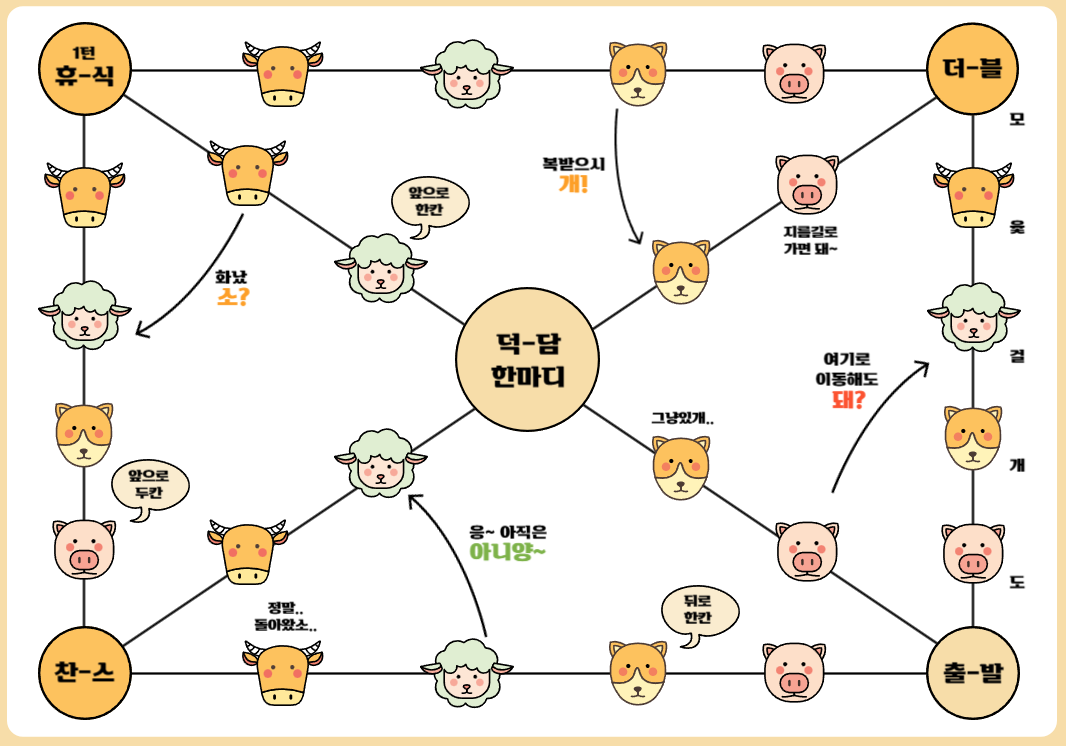 1턴
휴-식
더-블
모
복받으시
개!
앞으로
한칸
지름길로
가면 돼~
윷
화났
소?
덕-담
한마디
여기로
이동해도
돼?
걸
그냥있개..
앞으로
두칸
개
응~ 아직은
아니양~
도
정말..
돌아왔소..
뒤로
한칸
찬-스
출-발